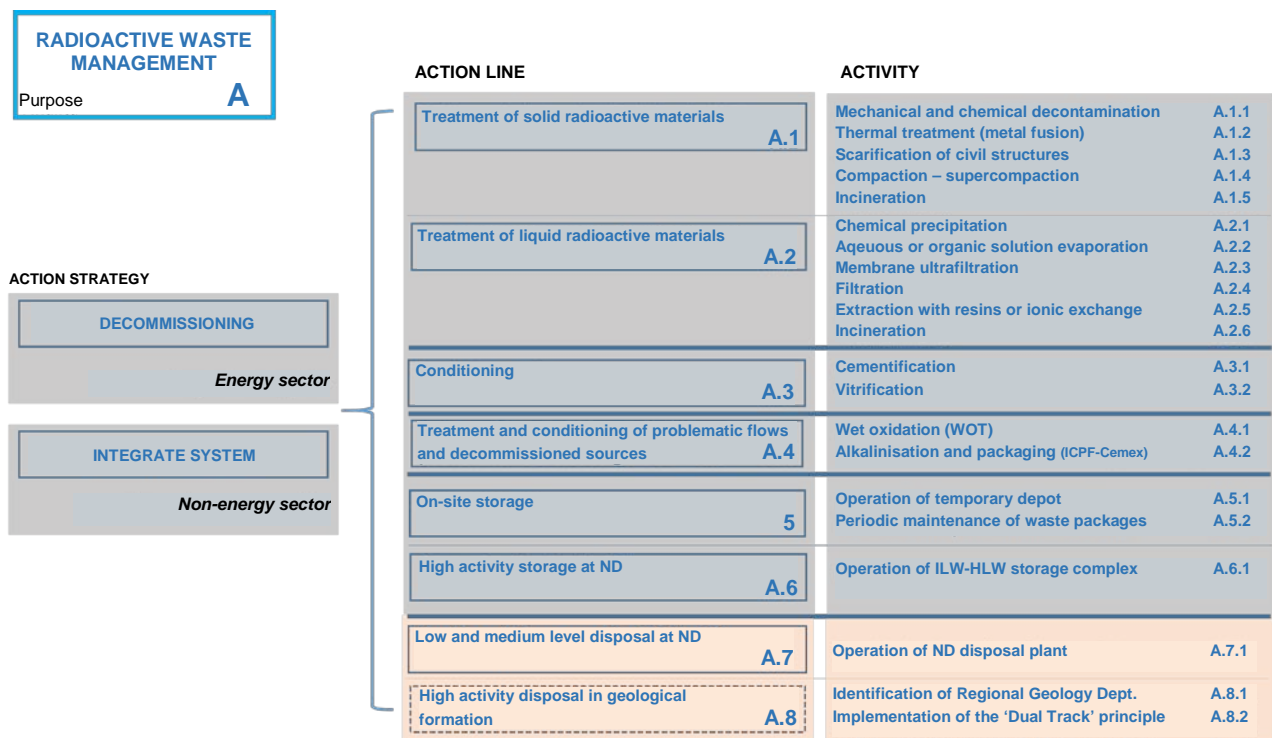 RADIOACTIVE WASTE
MANAGEMENT
Purpose
A
ACTION STRATEGY
DECOMMISSIONING
Energy sector
INTEGRATE SYSTEM
Non-energy sector
ACTION LINE
ACTIVITY
Treatment of solid radioactive materials
A.1
Mechanical and chemical decontamination A.1.1
Thermal treatment (metal fusion) A.1.2
Scarification of civil structures A.1.3
Compaction – supercompaction A.1.4
Incineration A.1.5
Treatment of liquid radioactive materials
A.2
Chemical precipitation A.2.1
Aqeuous or organic solution evaporation A.2.2
Membrane ultrafiltration A.2.3
Filtration A.2.4
Extraction with resins or ionic exchange A.2.5
Incineration A.2.6
Conditioning
A.3
Cementification A.3.1
Vitrification A.3.2
Treatment and conditioning of problematic flows
and decommissioned sources A.4
Wet oxidation (WOT) A.4.1
Alkalinisation and packaging (ICPF-Cemex) A.4.2
On-site storage
5
Operation of temporary depot A.5.1
Periodic maintenance of waste packages A.5.2
High activity storage at ND
A.6
Operation of ILW-HLW storage complex A.6.1
Low and medium level disposal at ND
A.7
Operation of ND disposal plant A.7.1
High activity disposal in geological
formation A.8
Identification of Regional Geology Dept. A.8.1
Implementation of the ‘Dual Track’ principle A.8.2